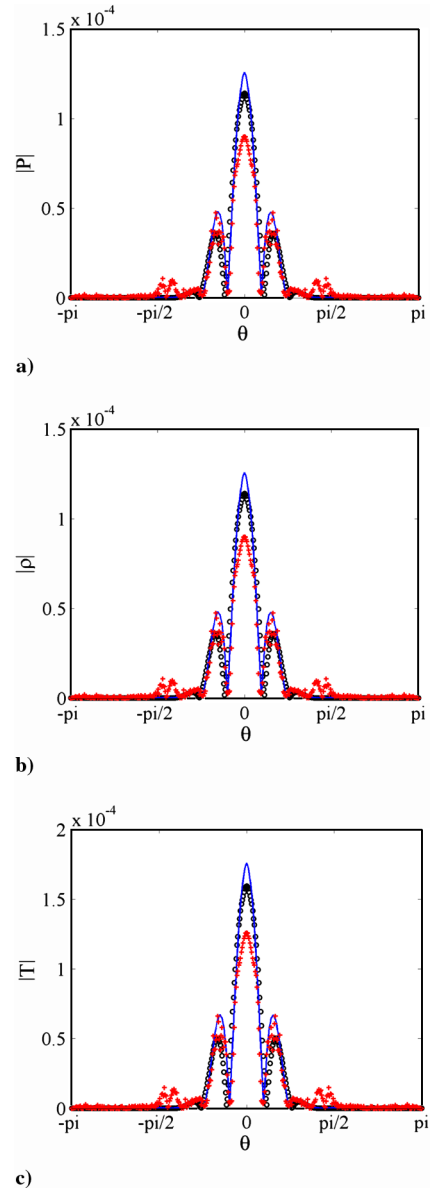 x 10-4
1.5
1
0.5
0
|P|
-pi -pi/2 0 pi/2 pi
θ
a)
x 10-4
1.5
1
0.5
0
|ρ|
-pi -pi/2 0 pi/2 pi
θ
b)
x 10-4
2
1.5
1
0.5
0
|T|
-pi -pi/2 0 pi/2 pi
θ
c)